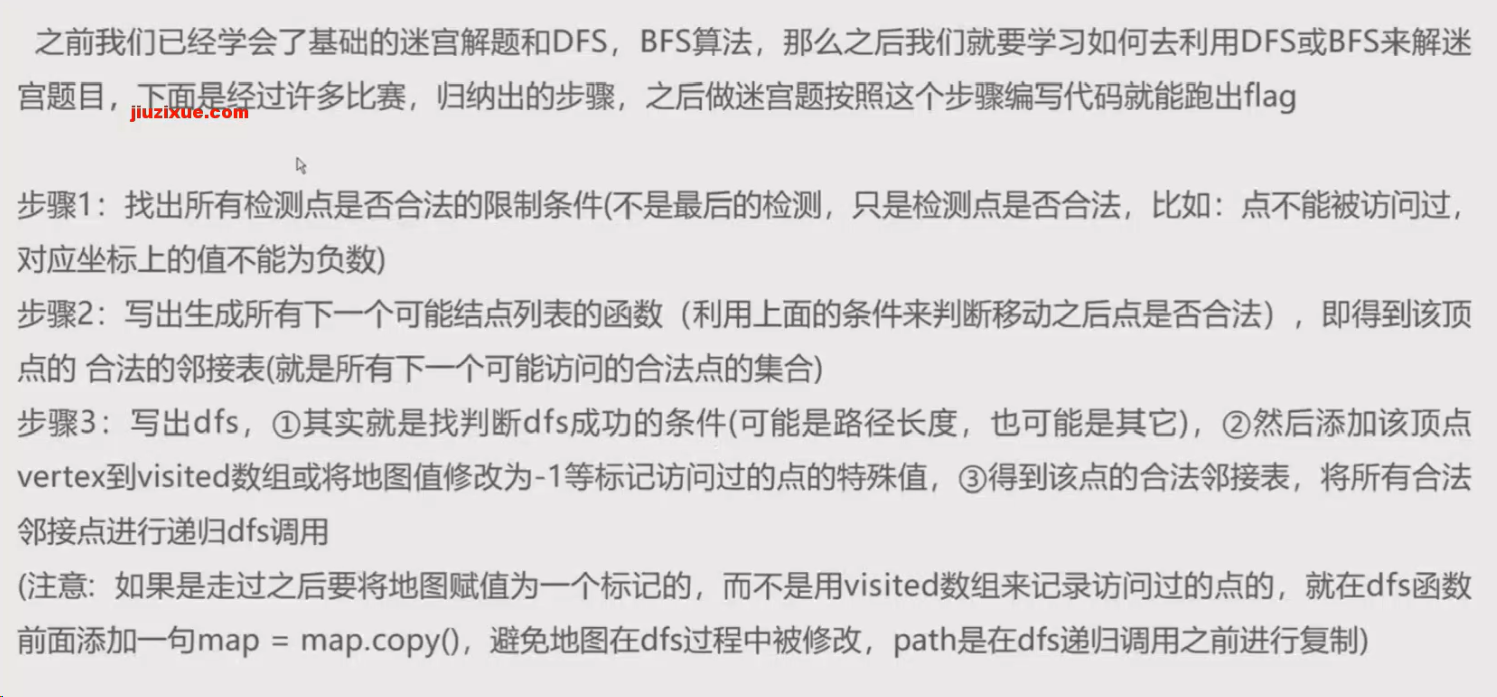 之前我们已经学会了基础的迷宫解题和DFS，BFS算法，那么之后我们就要学习如何去利用DFS或BFS来解迷
宫题目，下面是经过许多比赛，归纳出的步骤，之后做迷宫题按照这个步骤编写代码就能跑出flag
jiuzixue.com
步骤1：找出所有检测点是否合法的限制条件(不是最后的检测，只是检测点是否合法，比如：点不能被访问过，
对应坐标上的值不能为负数)
步骤2：写出生成所有下一个可能结点列表的函数（利用上面的条件来判断移动之后点是否合法），即得到该顶
点的 合法的邻接表(就是所有下一个可能访问的合法点的集合)
步骤3：写出dfs，①其实就是找判断dfs成功的条件(可能是路径长度，也可能是其它)，②然后添加该顶点
vertex到visited数组或将地图值修改为-1等标记访问过的点的特殊值，③得到该点的合法邻接表，将所有合法
邻接点进行递归dfs调用
(注意：如果是走过之后要将地图赋值为一个标记的，而不是用visited数组来记录访问过的点的，就在dfs函数
前面添加一句map = map.copy()，避免地图在dfs过程中被修改，path是在dfs递归调用之前进行复制)